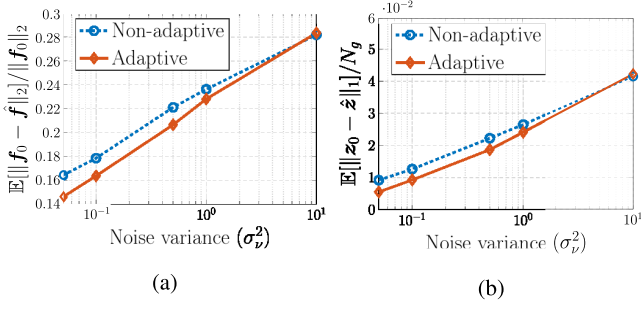 0.3
0.28
0.26
0.24
0.22
0.2
0.18
0.16
0.14
𝔼[‖f₀ − f̂‖₂]/‖f₀‖₂
Non-adaptive
Adaptive
10⁻¹ 10⁰ 10¹
Noise variance (σ_ν²)
(a)
6 ·10⁻²
5
4
3
2
1
0
𝔼[‖z₀ − ẑ‖₁]/N_g
Non-adaptive
Adaptive
10⁻¹ 10⁰ 10¹
Noise variance (σ_ν²)
(b)